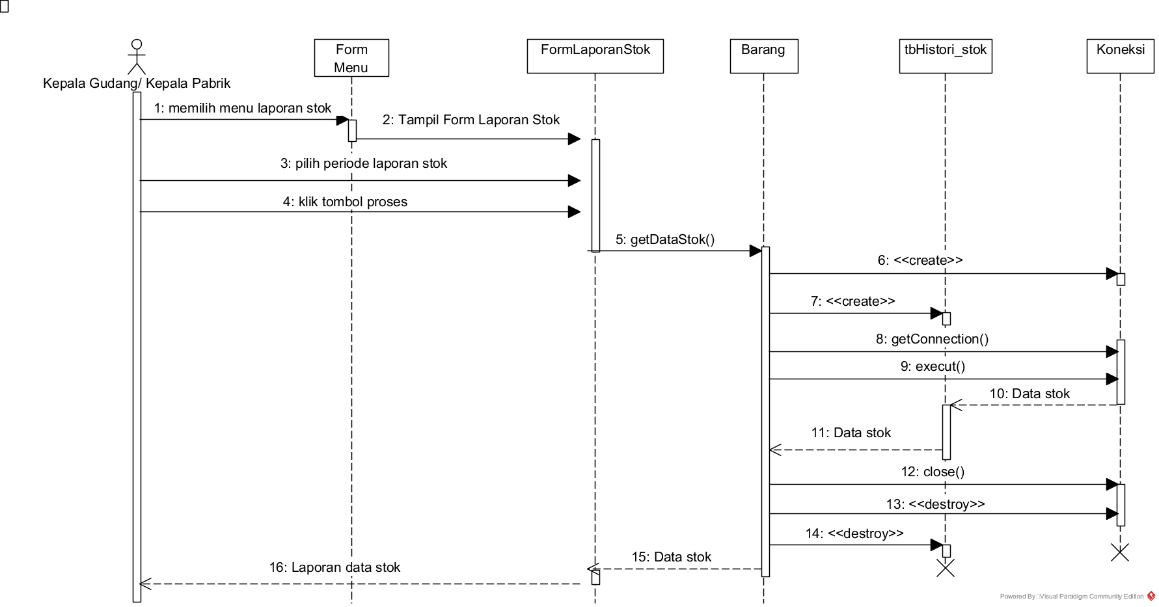 Form
Menu
FormLaporanStok
Barang
tbHistori_stok
Koneksi
Kepala Gudang/ Kepala Pabrik
1: memilih menu laporan stok
2: Tampil Form Laporan Stok
3: pilih periode laporan stok
4: klik tombol proses
5: getDataStok()
6: <<create>>
7: <<create>>
8: getConnection()
9: execut()
10: Data stok
11: Data stok
12: close()
13: <<destroy>>
14: <<destroy>>
15: Data stok
16: Laporan data stok
Powered By Visual Paradigm Community Edition